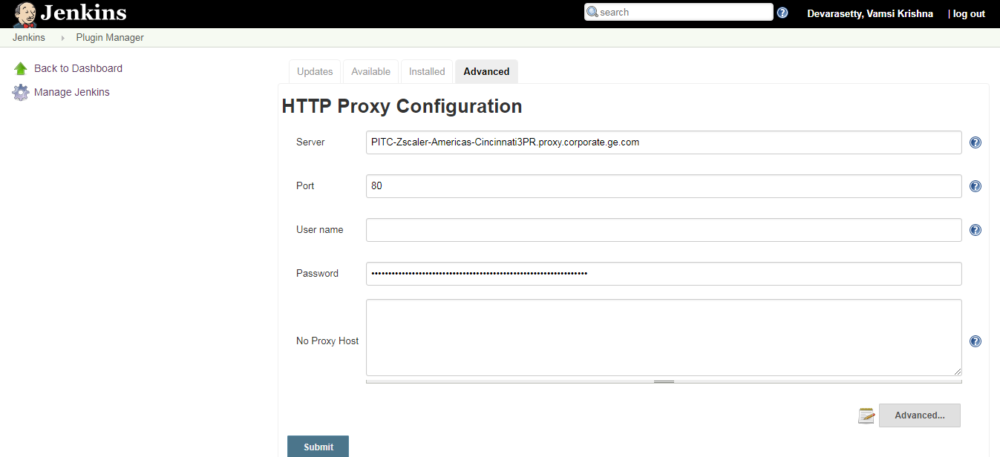 Jenkins
search
Devarasetty, Vamsi Krishna | log out
Jenkins Plugin Manager
Back to Dashboard
Manage Jenkins
Updates Available Installed Advanced
HTTP Proxy Configuration
Server PITC-Zscaler-Americas-Cincinnati3PR.proxy.corporate.ge.com
Port 80
User name
Password
No Proxy Host
Advanced...
Submit